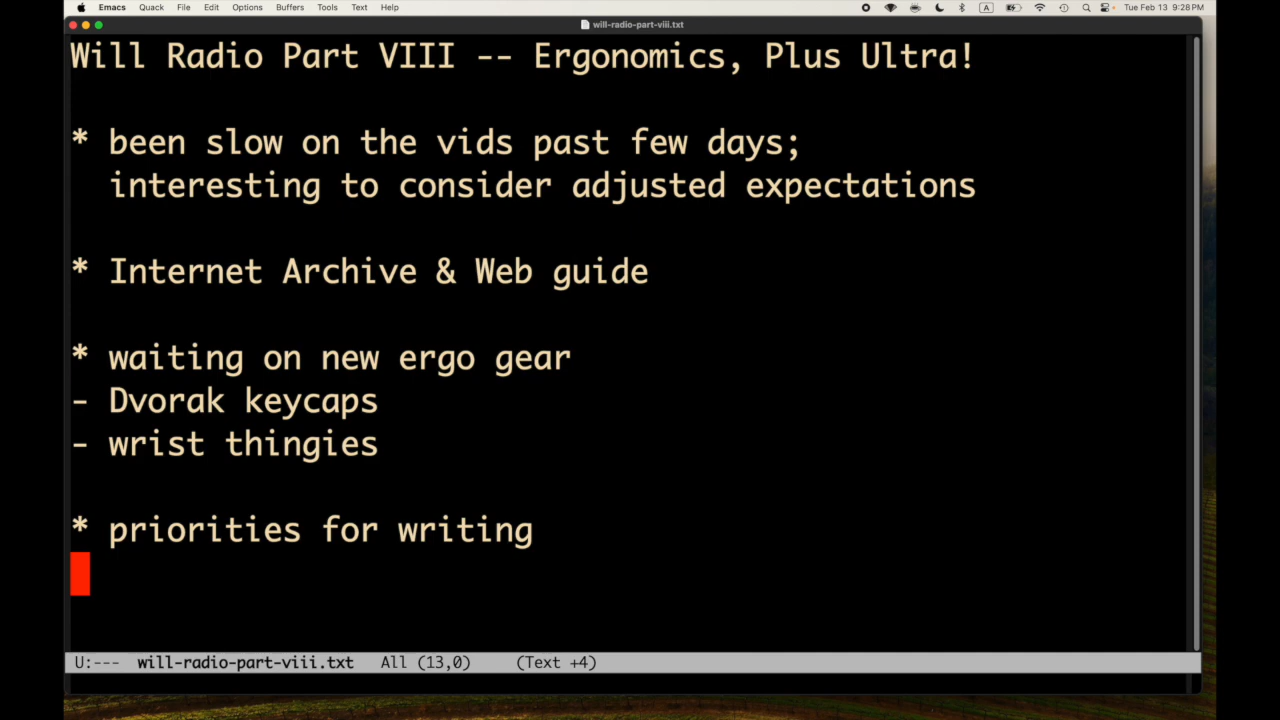 Emacs Quack File Edit Options Buffers Tools Text Help A Tue Feb 13 9:28 PM
will-radio-part-viii.txt
Will Radio Part VIII -- Ergonomics, Plus Ultra!
* been slow on the vids past few days;
interesting to consider adjusted expectations
* Internet Archive & Web guide
* waiting on new ergo gear
- Dvorak keycaps
- wrist thingies
* priorities for writing
U:--- will-radio-part-viii.txt All (13,0) (Text +4)